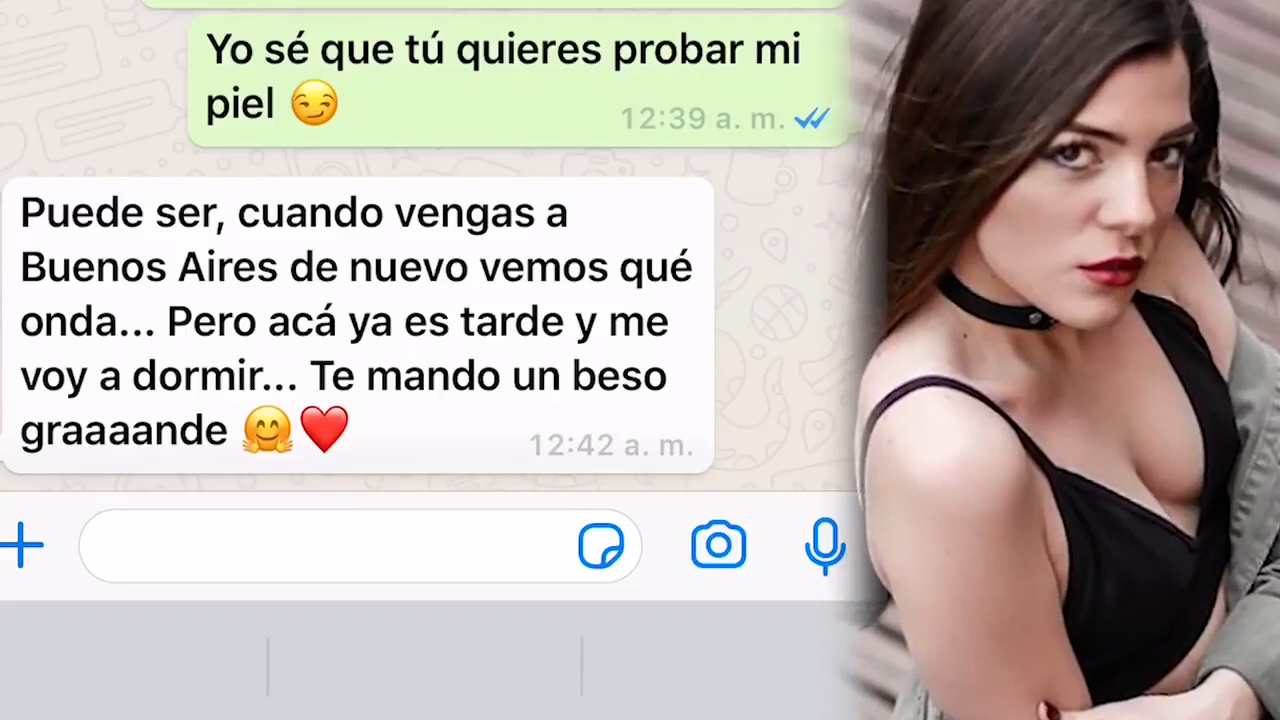 Yo sé que tú quieres probar mi
piel 😏
12:39 a. m.
Puede ser, cuando vengas a
Buenos Aires de nuevo vemos qué
onda... Pero acá ya es tarde y me
voy a dormir... Te mando un beso
graaaande 🤗❤️
12:42 a. m.